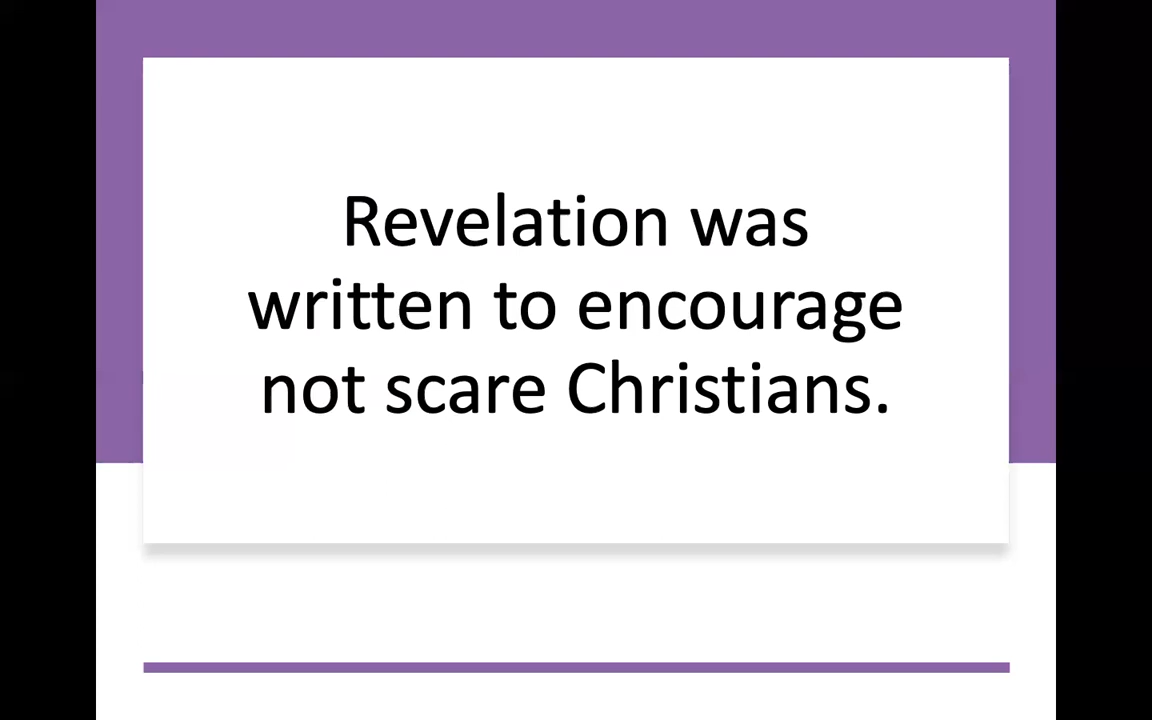 Revelation was
written to encourage
not scare Christians.